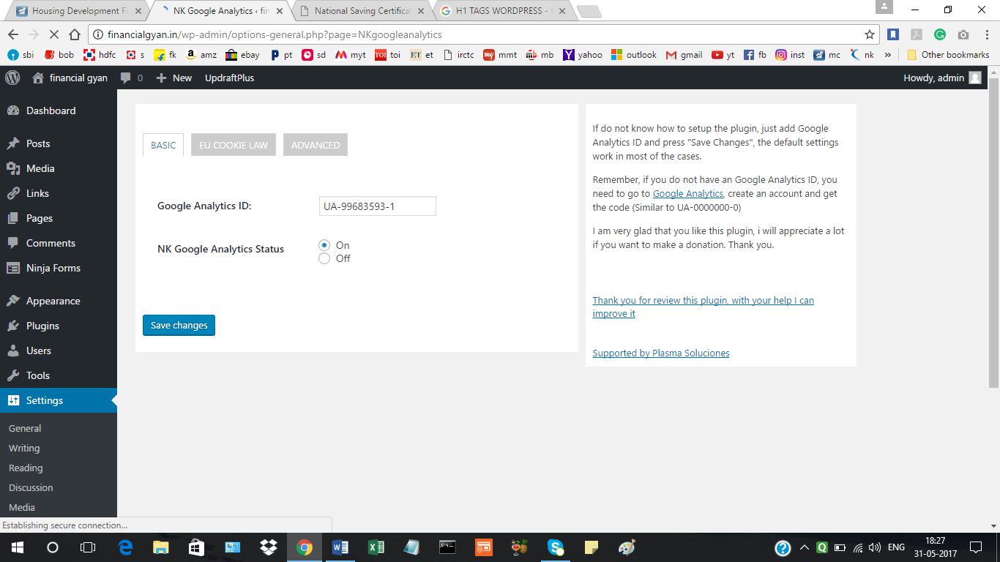 Housing Development Fi
NK Google Analytics ‹ fin
National Saving Certifica
H1 TAGS WORDPRESS -
financialgyan.in/wp-admin/options-general.php?page=NKgoogleanalytics
sbi bob hdfc s fk amz ebay pt sd myt toi et irctc mmt mb yahoo outlook gmail yt fb inst mc nk » Other bookmarks
financial gyan 0 New UpdraftPlus Howdy, admin
Dashboard
Posts
Media
Links
Pages
Comments
Ninja Forms
Appearance
Plugins
Users
Tools
Settings
General
Writing
Reading
Discussion
Media
Establishing secure connection...
BASIC EU COOKIE LAW ADVANCED
Google Analytics ID: UA-99683593-1
NK Google Analytics Status On
Off
Save changes
If do not know how to setup the plugin, just add Google
Analytics ID and press "Save Changes", the default settings
work in most of the cases.
Remember, if you do not have an Google Analytics ID, you
need to go to Google Analytics, create an account and get
the code (Similar to UA-0000000-0)
I am very glad that you like this plugin, i will appreciate a lot
if you want to make a donation. Thank you.
Thank you for review this plugin, with your help I can
improve it
Supported by Plasma Soluciones
ENG 18:27
31-05-2017